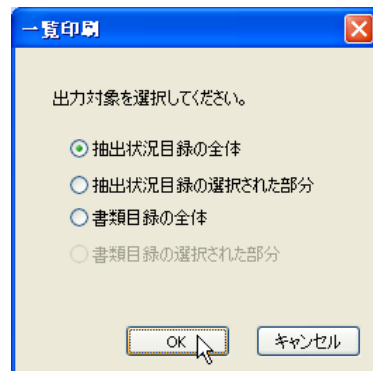 一覧印刷
出力対象を選択してください。
抽出状況目録の全体
抽出状況目録の選択された部分
書類目録の全体
書類目録の選択された部分
OK キャンセル